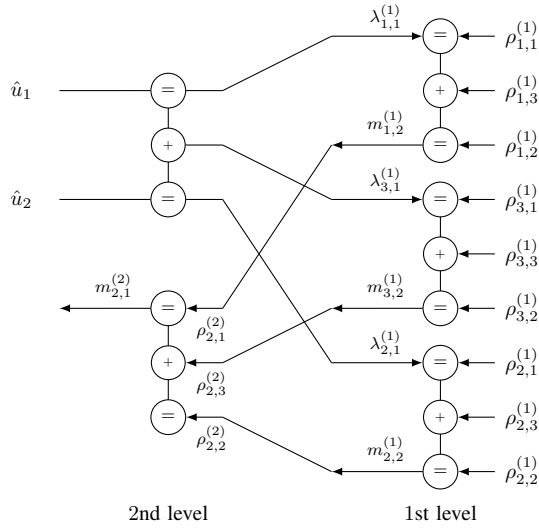 λ_{1,1}^{(1)}
= ρ_{1,1}^{(1)}
û_1 = + ρ_{1,3}^{(1)}
+ m_{1,2}^{(1)} = ρ_{1,2}^{(1)}
λ_{3,1}^{(1)}
û_2 = = ρ_{3,1}^{(1)}
+ ρ_{3,3}^{(1)}
m_{2,1}^{(2)} = ρ_{2,1}^{(2)} m_{3,2}^{(1)} = ρ_{3,2}^{(1)}
+ ρ_{2,3}^{(2)} λ_{2,1}^{(1)} = ρ_{2,1}^{(1)}
= ρ_{2,2}^{(2)} + ρ_{2,3}^{(1)}
m_{2,2}^{(1)} = ρ_{2,2}^{(1)}
2nd level 1st level